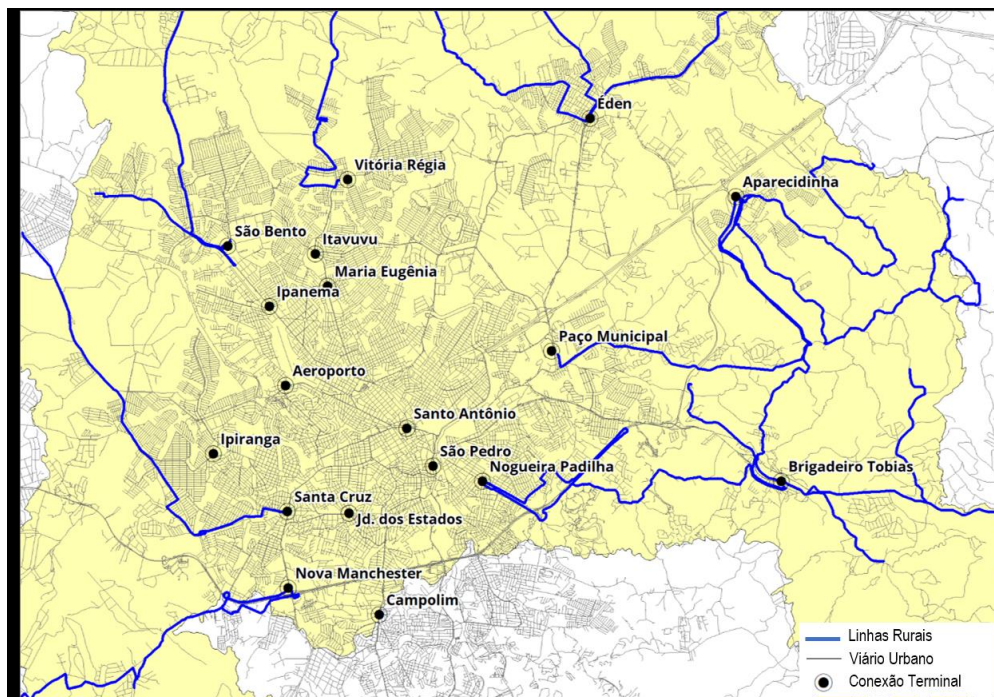 Éden
Vitória Régia
Aparecidinha
São Bento
Itavuvu
Maria Eugênia
Ipanema
Paço Municipal
Aeroporto
Santo Antônio
Ipiranga
São Pedro
Nogueira Padilha
Brigadeiro Tobias
Santa Cruz
Jd. dos Estados
Nova Manchester
Campolim
Linhas Rurais
Viário Urbano
Conexão Terminal